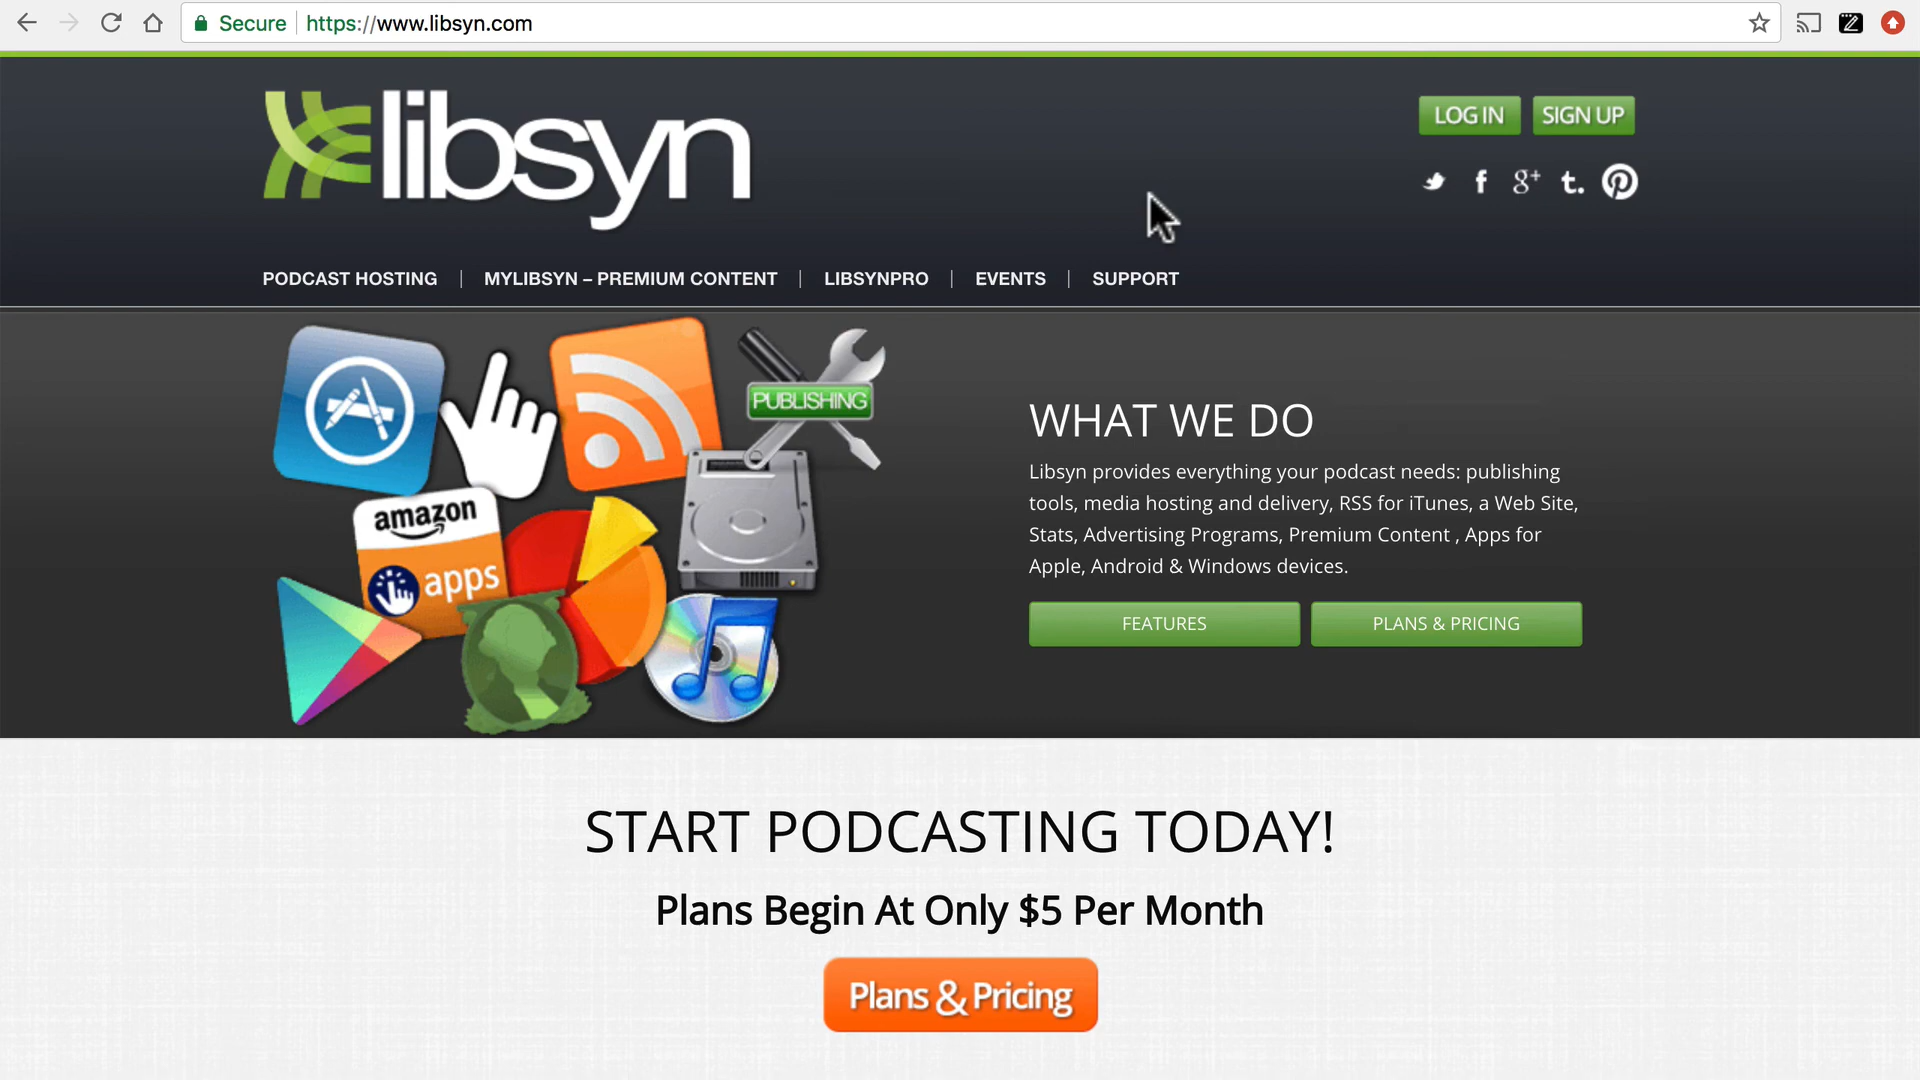 Secure https://www.libsyn.com
libsyn
LOG IN SIGN UP
PODCAST HOSTING | MYLIBSYN – PREMIUM CONTENT | LIBSYNPRO | EVENTS | SUPPORT
PUBLISHING
amazon
apps
WHAT WE DO
Libsyn provides everything your podcast needs: publishing
tools, media hosting and delivery, RSS for iTunes, a Web Site,
Stats, Advertising Programs, Premium Content , Apps for
Apple, Android & Windows devices.
FEATURES PLANS & PRICING
START PODCASTING TODAY!
Plans Begin At Only $5 Per Month
Plans & Pricing